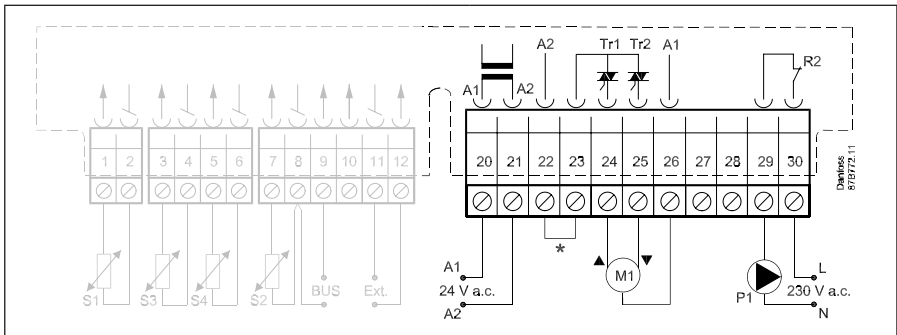 A2 Tr1 Tr2 A1
R2
A1 A2
1 2 3 4 5 6 7 8 9 10 11 12 20 21 22 23 24 25 26 27 28 29 30
Danfoss
87B772.11
*
A1 M1 L
S1 S3 S4 S2 BUS Ext. 24 V a.c. P1 230 V a.c.
A2 N